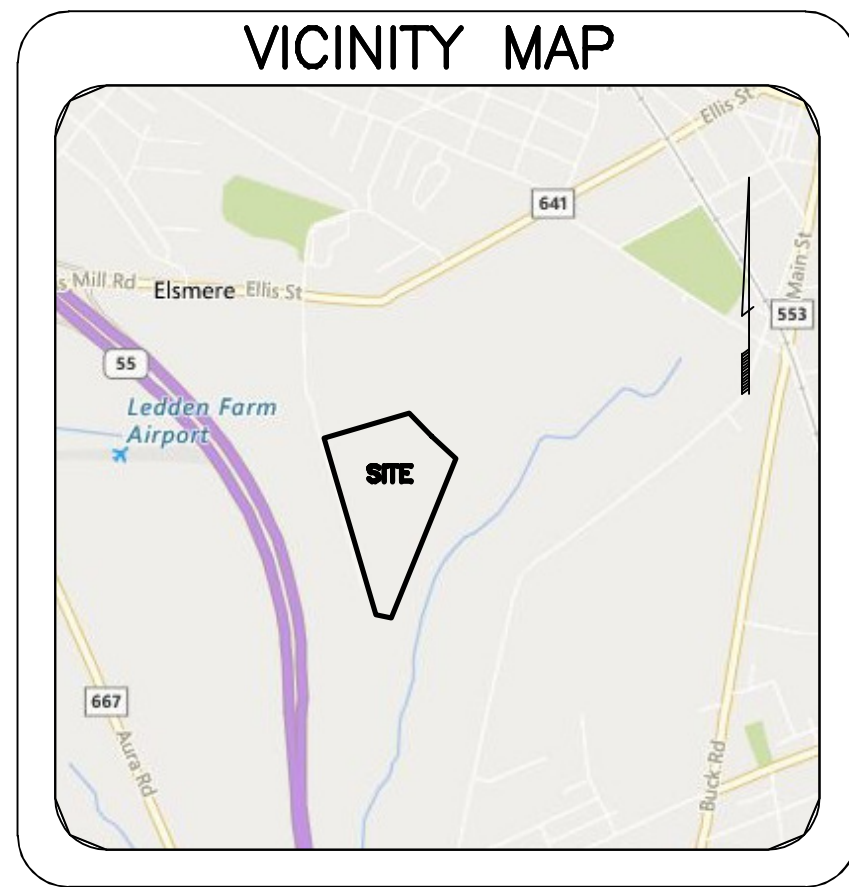 VICINITY MAP
Ellis St
641
Main St
s Mill Rd
Elsmere
Ellis St
553
55
Ledden Farm
Airport
SITE
667
Aura Rd
Buck Rd